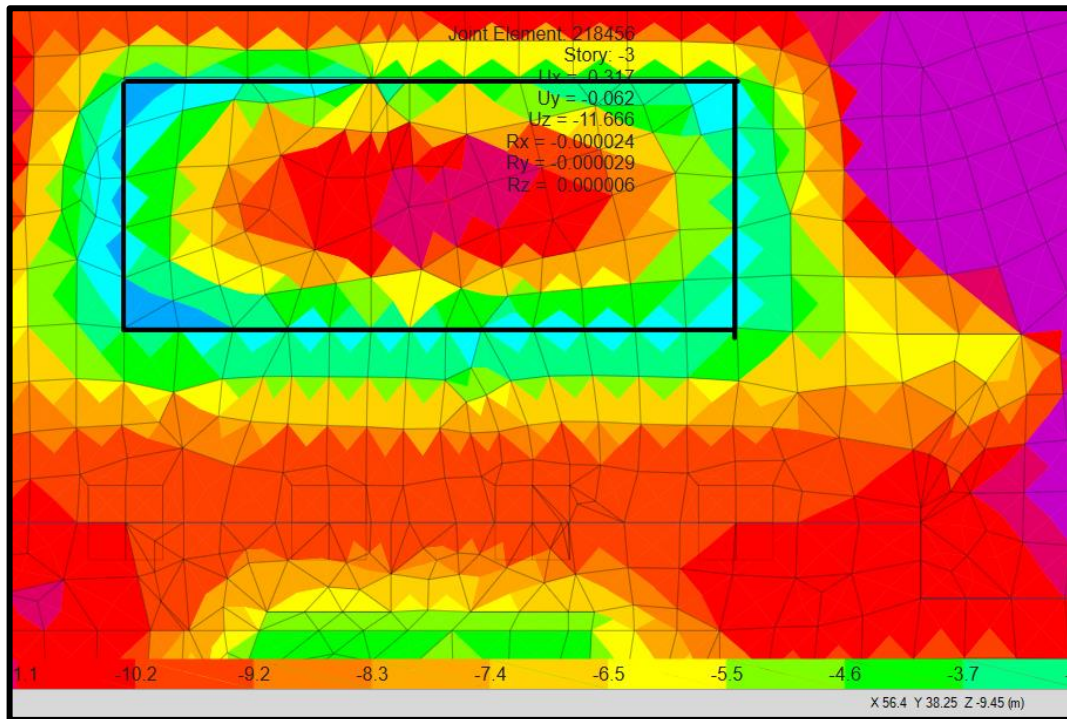 Joint Element: 218456
Story: -3
Ux = -0.317
Uy = -0.062
Uz = -11.666
Rx = -0.000024
Ry = -0.000029
Rz = 0.000006
-10.2 -9.2 -8.3 -7.4 -6.5 -5.5 -4.6 -3.7
X 56.4 Y 38.25 Z -9.45 (m)